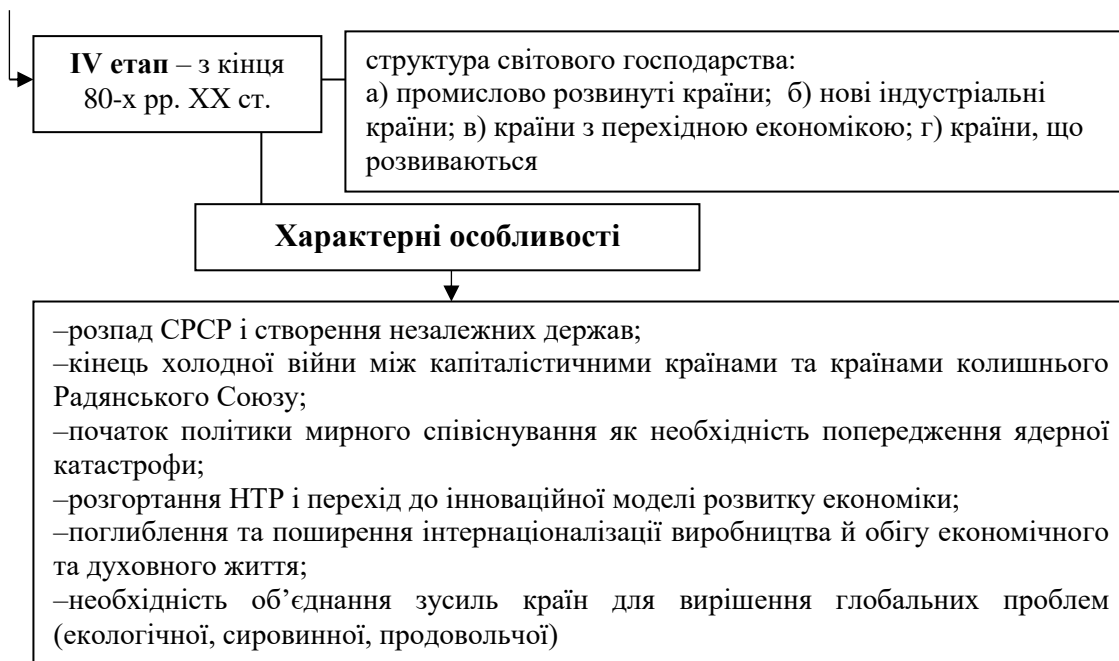 IV етап – з кінця
80-х рр. XX ст.
структура світового господарства:
а) промислово розвинуті країни; б) нові індустріальні
країни; в) країни з перехідною економікою; г) країни, що
розвиваються
Характерні особливості
–розпад СРСР і створення незалежних держав;
–кінець холодної війни між капіталістичними країнами та країнами колишнього
Радянського Союзу;
–початок політики мирного співіснування як необхідність попередження ядерної
катастрофи;
–розгортання НТР і перехід до інноваційної моделі розвитку економіки;
–поглиблення та поширення інтернаціоналізації виробництва й обігу економічного
та духовного життя;
–необхідність об’єднання зусиль країн для вирішення глобальних проблем
(екологічної, сировинної, продовольчої)